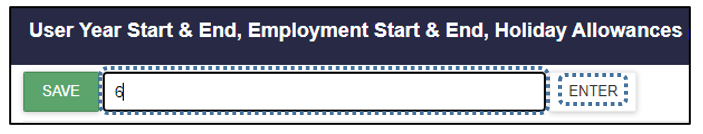 User Year Start & End, Employment Start & End, Holiday Allowances
SAVE 6 ENTER